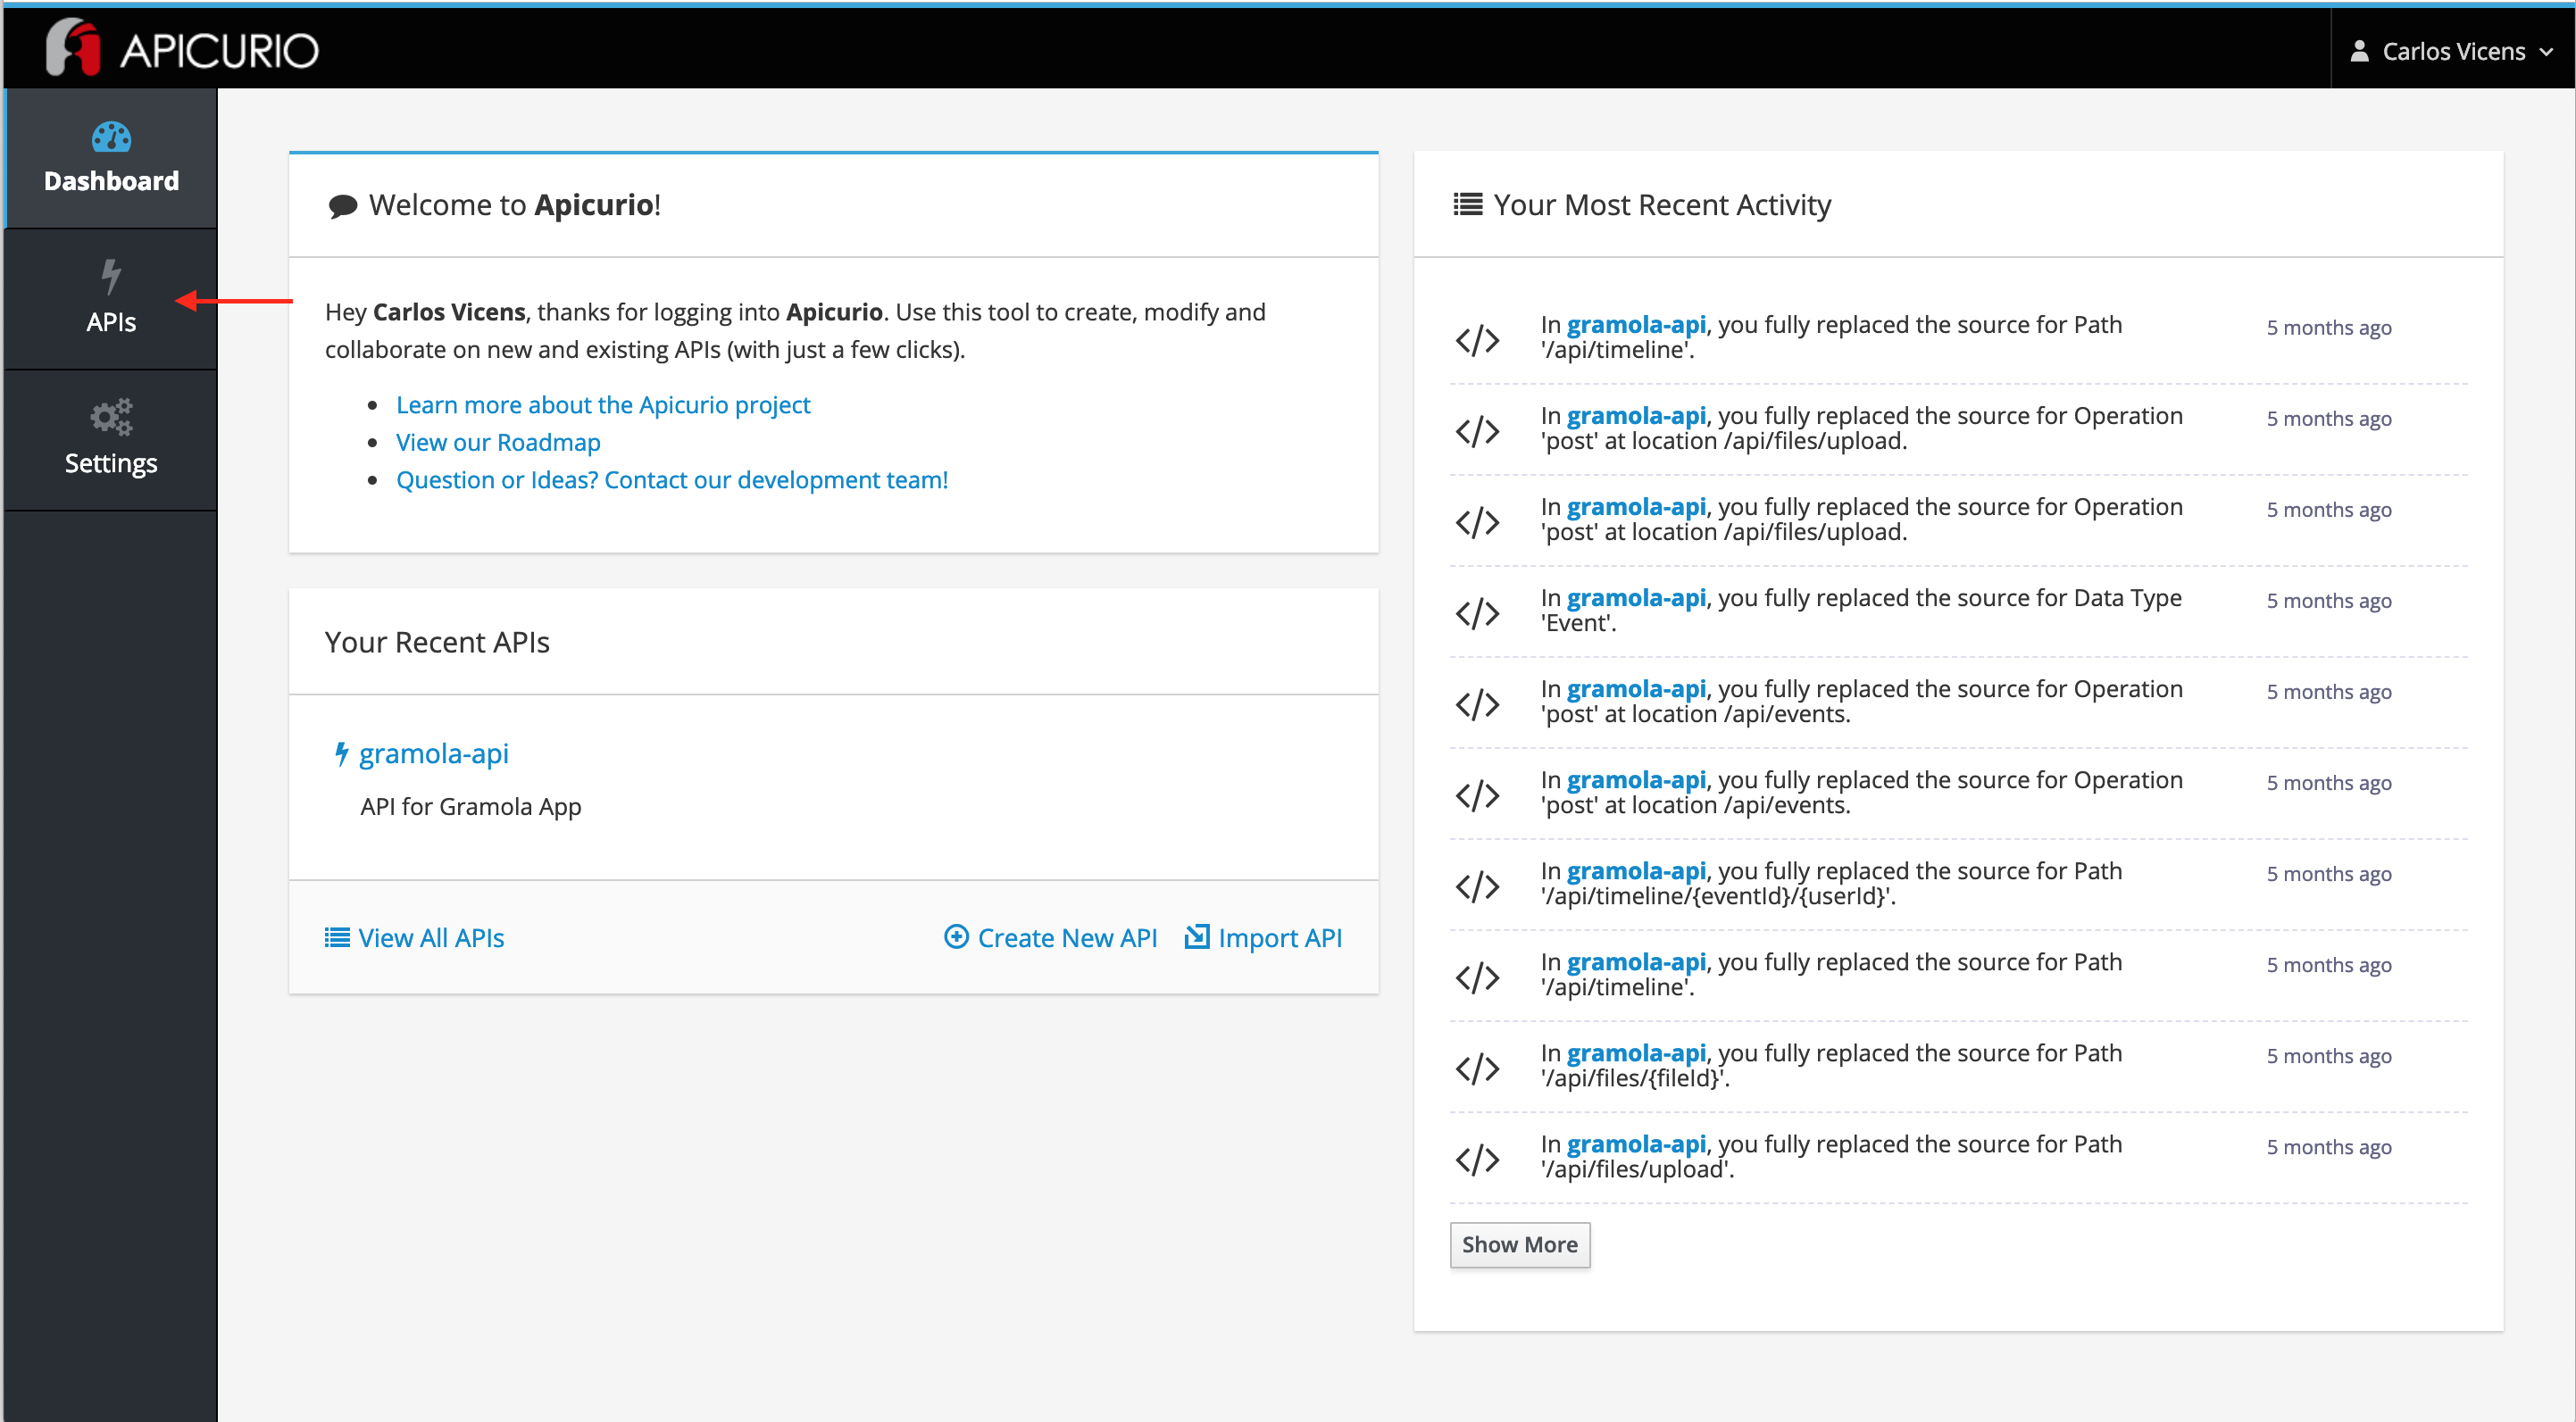 APICURIO
Carlos Vicens
Dashboard
APIs
Settings
Welcome to Apicurio!
Hey Carlos Vicens, thanks for logging into Apicurio. Use this tool to create, modify and
collaborate on new and existing APIs (with just a few clicks).
Learn more about the Apicurio project
View our Roadmap
Question or Ideas? Contact our development team!
Your Recent APIs
gramola-api
API for Gramola App
View All APIs
Create New API
Import API
Your Most Recent Activity
In gramola-api, you fully replaced the source for Path
'/api/timeline'.
5 months ago
In gramola-api, you fully replaced the source for Operation
'post' at location /api/files/upload.
5 months ago
In gramola-api, you fully replaced the source for Operation
'post' at location /api/files/upload.
5 months ago
In gramola-api, you fully replaced the source for Data Type
'Event'.
5 months ago
In gramola-api, you fully replaced the source for Operation
'post' at location /api/events.
5 months ago
In gramola-api, you fully replaced the source for Operation
'post' at location /api/events.
5 months ago
In gramola-api, you fully replaced the source for Path
'/api/timeline/{eventId}/{userId}'.
5 months ago
In gramola-api, you fully replaced the source for Path
'/api/timeline'.
5 months ago
In gramola-api, you fully replaced the source for Path
'/api/files/{fileId}'.
5 months ago
In gramola-api, you fully replaced the source for Path
'/api/files/upload'.
5 months ago
Show More